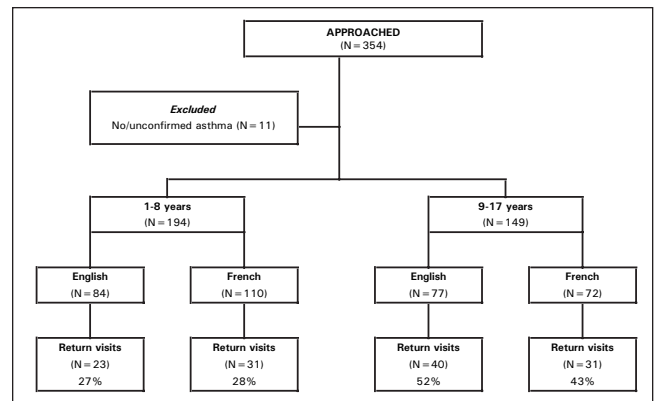 APPROACHED
(N=354)
Excluded
No/unconfirmed asthma (N=11)
1-8 years
(N=194)
9-17 years
(N=149)
English
(N=84)
French
(N=110)
English
(N=77)
French
(N=72)
Return visits
(N=23)
27%
Return visits
(N=31)
28%
Return visits
(N=40)
52%
Return visits
(N=31)
43%